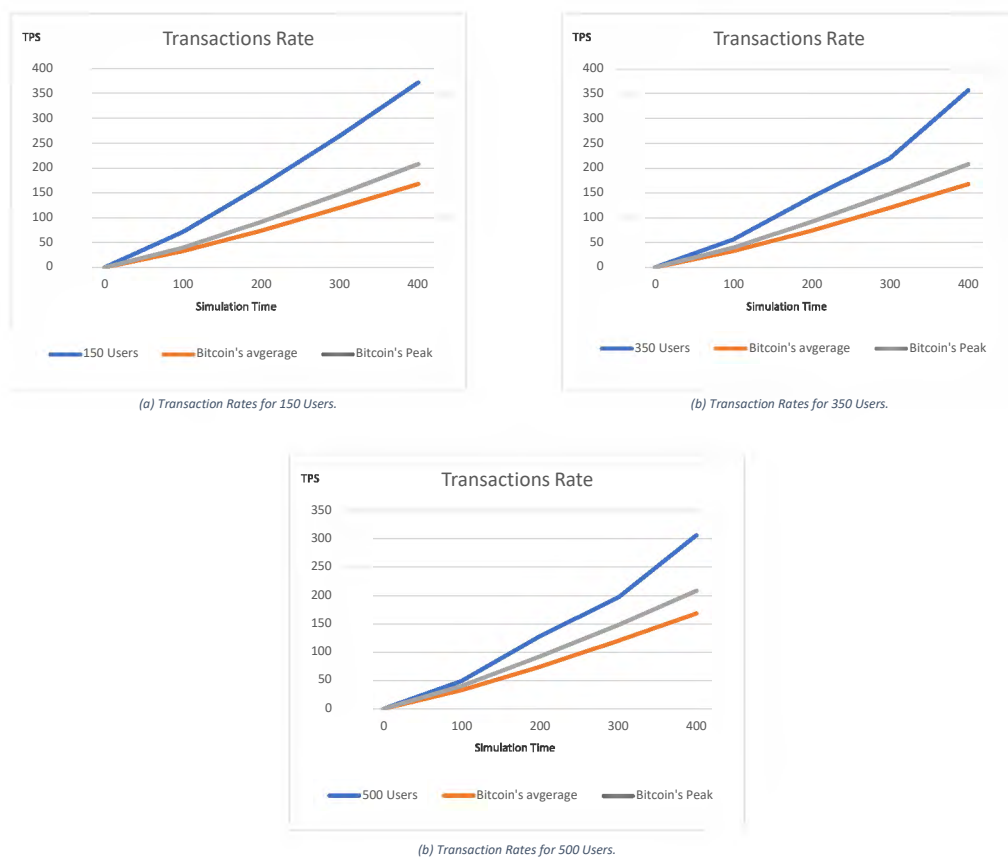 TPS
Transactions Rate
400
350
300
250
200
150
100
50
0
0 100 200 300 400
Simulation Time
150 Users Bitcoin's avgerage Bitcoin's Peak
(a) Transaction Rates for 150 Users.
TPS
Transactions Rate
400
350
300
250
200
150
100
50
0
0 100 200 300 400
Simulation Time
350 Users Bitcoin's avgerage Bitcoin's Peak
(b) Transaction Rates for 350 Users.
TPS
Transactions Rate
350
300
250
200
150
100
50
0
0 100 200 300 400
Simulation Time
500 Users Bitcoin's avgerage Bitcoin's Peak
(b) Transaction Rates for 500 Users.